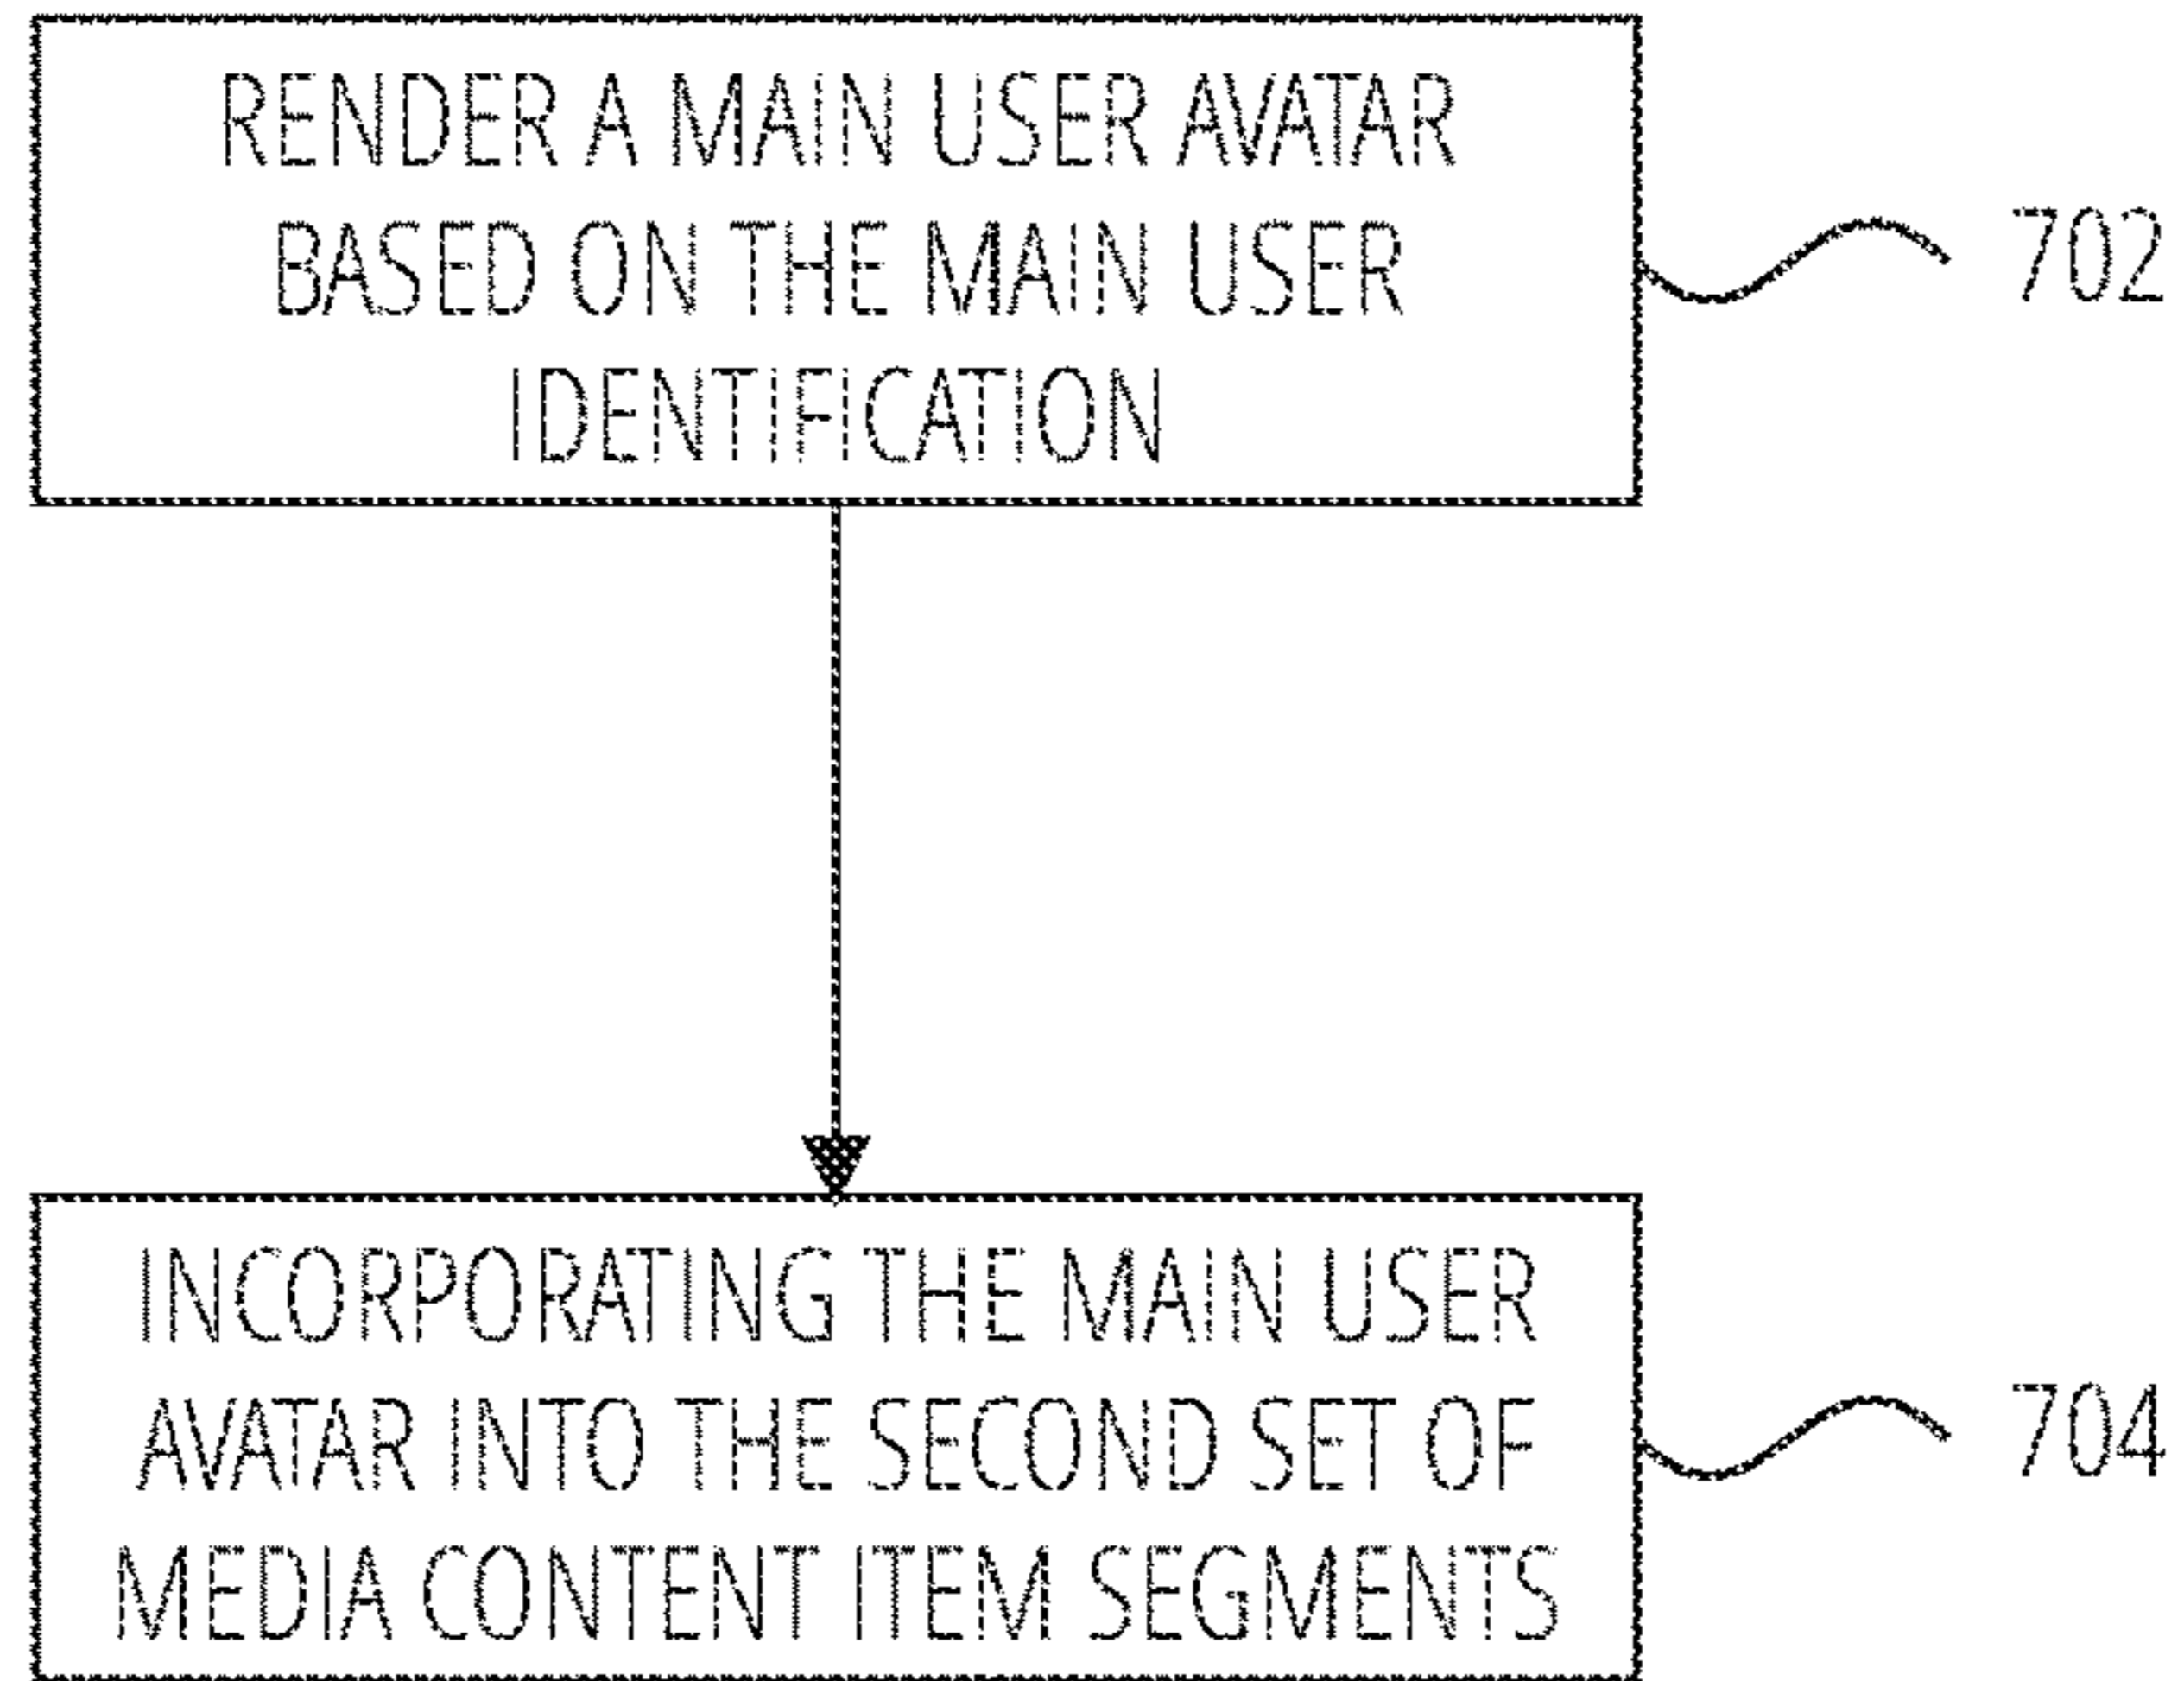 RENDER A MAIN USER AVATAR
BASED ON THE MAIN USER
IDENTIFICATION
702
INCORPORATING THE MAIN USER
AVATAR INTO THE SECOND SET OF
MEDIA CONTENT ITEM SEGMENTS
704